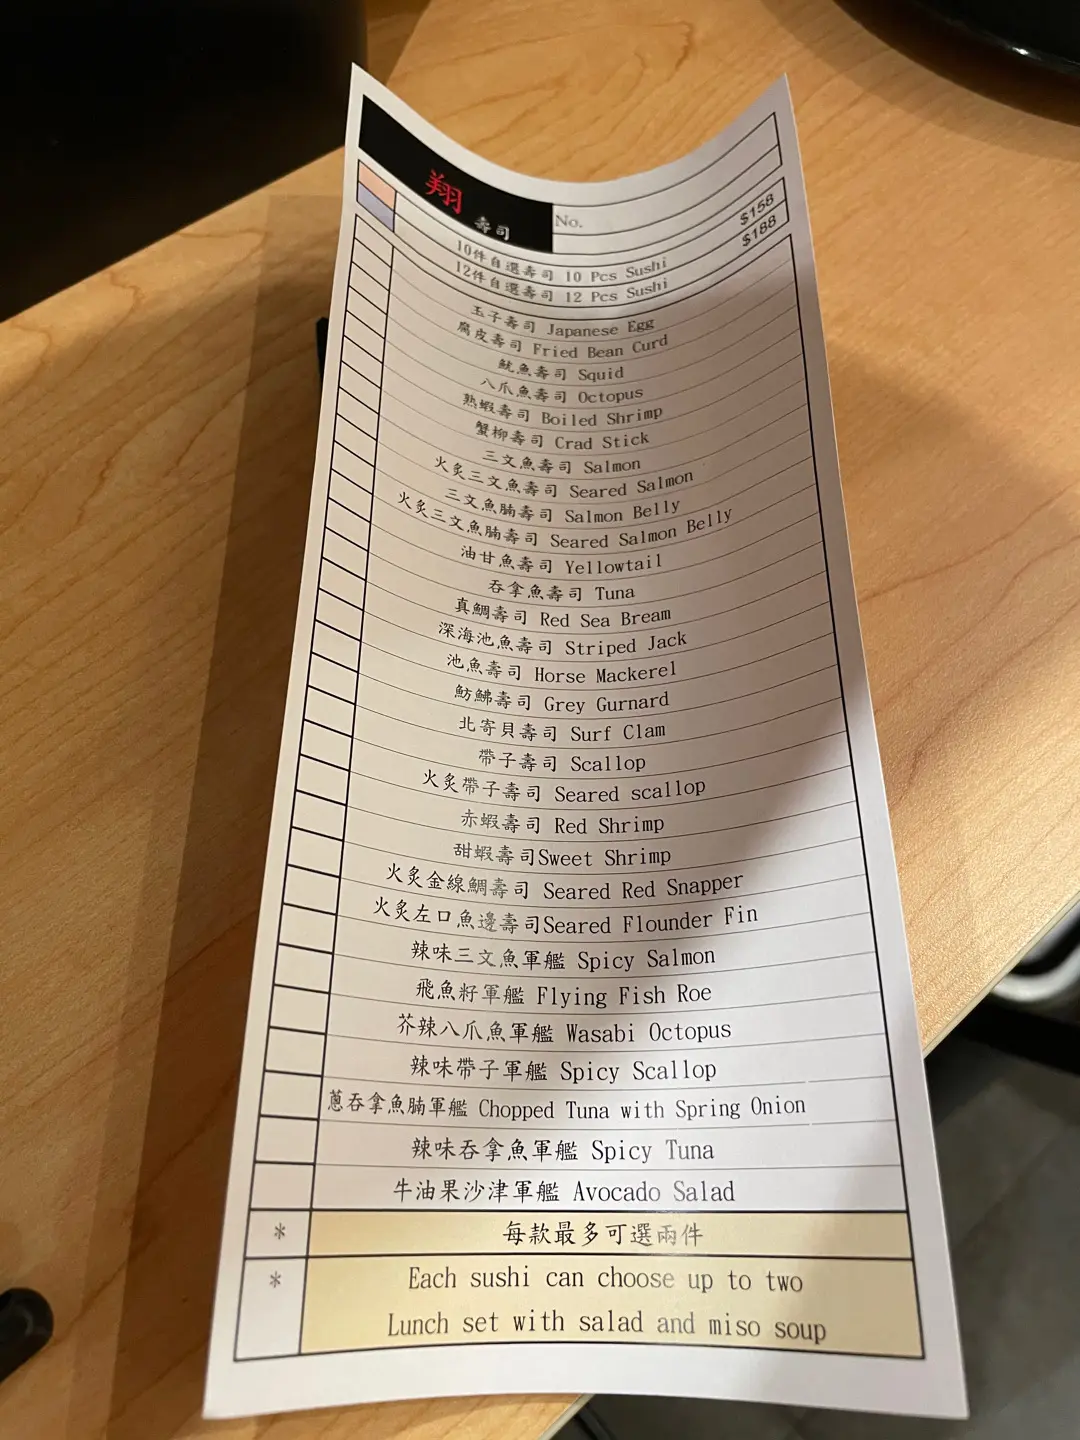 翔 壽司
No.
10件自選壽司 10 Pcs Sushi $158
12件自選壽司 12 Pcs Sushi $188
玉子壽司 Japanese Egg
腐皮壽司 Fried Bean Curd
魷魚壽司 Squid
八爪魚壽司 Octopus
熟蝦壽司 Boiled Shrimp
蟹柳壽司 Crad Stick
三文魚壽司 Salmon
火炙三文魚壽司 Seared Salmon
三文魚腩壽司 Salmon Belly
火炙三文魚腩壽司 Seared Salmon Belly
油甘魚壽司 Yellowtail
吞拿魚壽司 Tuna
真鯛壽司 Red Sea Bream
深海池魚壽司 Striped Jack
池魚壽司 Horse Mackerel
魴鮄壽司 Grey Gurnard
北寄貝壽司 Surf Clam
帶子壽司 Scallop
火炙帶子壽司 Seared scallop
赤蝦壽司 Red Shrimp
甜蝦壽司Sweet Shrimp
火炙金線鯛壽司 Seared Red Snapper
火炙左口魚邊壽司Seared Flounder Fin
辣味三文魚軍艦 Spicy Salmon
飛魚籽軍艦 Flying Fish Roe
芥辣八爪魚軍艦 Wasabi Octopus
辣味帶子軍艦 Spicy Scallop
蔥吞拿魚腩軍艦 Chopped Tuna with Spring Onion
辣味吞拿魚軍艦 Spicy Tuna
牛油果沙津軍艦 Avocado Salad
* 每款最多可選兩件
* Each sushi can choose up to two
Lunch set with salad and miso soup